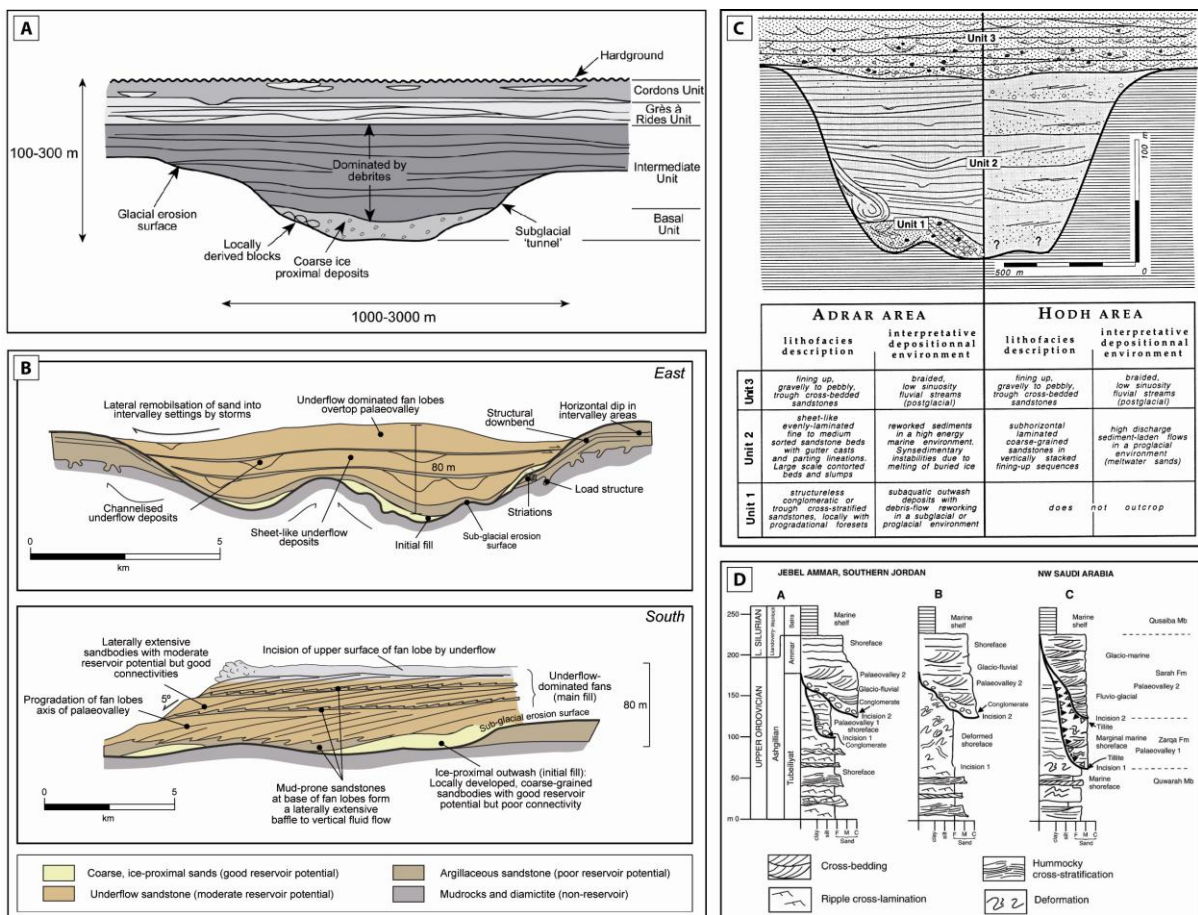 A
Hardground
Cordons Unit
Grès à
Rides Unit
100-300 m
Dominated by
debrites
Intermediate
Unit
Glacial erosion
surface
Basal
Unit
Locally
derived blocks
Coarse ice
proximal deposits
Subglacial
'tunnel'
1000-3000 m
B
East
Lateral remobilisation of sand into
intervalley settings by storms
Underflow dominated fan lobes
overtop palaeovalley
Structural
downbend
Horizontal dip in
intervalley areas
80 m
Load structure
Striations
Channelised
underflow deposits
Sheet-like underflow
deposits
Initial fill
Sub-glacial erosion
surface
0
5
km
South
Laterally extensive
sandbodies with moderate
reservoir potential but good
connectivities
Incision of upper surface of fan lobe by underflow
Underflow-
dominated fans
(main fill)
80 m
Progradation of fan lobes
axis of palaeovalley
5°
Sub-glacial erosion surface
Mud-prone sandstones
at base of fan lobes form
a laterally extensive
baffle to vertical fluid flow
Ice-proximal outwash (initial fill):
Locally developed, coarse-grained
sandbodies with good reservoir
potential but poor connectivity
0
5
km
Coarse, ice-proximal sands (good reservoir potential)
Argillaceous sandstone (poor reservoir potential)
Underflow sandstone (moderate reservoir potential)
Mudrocks and diamictite (non-reservoir)
C
Unit 3
Unit 2
Unit 1
? ?
100 m
500 m
0
ADRAR AREA
HODH AREA
lithofacies
description
interpretative
depositionnal
environment
lithofacies
description
interpretative
depositionnal
environment
Unit3
fining up,
gravelly to pebbly,
trough cross-bedded
sandstones
braided,
low sinuosity
fluvial streams
(postglacial)
fining up,
gravelly to pebbly,
trough cross-bedded
sandstones
braided,
low sinuosity
fluvial streams
(postglacial)
Unit 2
sheet-like
evenly-laminated
fine to medium
sorted sandstone beds
with gutter casts
and parting lineations.
Large scale contorted
beds and slumps
reworked sediments
in a high energy
marine environment.
Synsedimentary
instabilities due to
melting of buried ice
subhorizontal
laminated
coarse-grained
sandstones in
vertically stacked
fining-up sequences
high discharge
sediment-laden flows
in a proglacial
environment
(meltwater sands)
Unit 1
structureless
conglomeratic or
trough cross-stratified
sandstones, locally with
progradational foresets
subaquatic outwash
deposits with
debris-flow reworking
in a subglacial or
proglacial environment
does not outcrop
D
JEBEL AMMAR, SOUTHERN JORDAN
NW SAUDI ARABIA
A
B
C
250
200
150
100
50
m 0
L. SILURIAN
UPPER ORDOVICIAN
Ashgillian
Ammar
Tubeiliyat
Marine
shelf
Shoreface
Palaeovalley 2
Glacio-fluvial
Conglomerate
Incision 2
Palaeovalley 1
shoreface
Incision 1
Conglomerate
Shoreface
clay
silt
F M C
Sand
Marine
shelf
Shoreface
Glacio-fluvial
Palaeovalley 2
Conglomerate
Incision 2
Deformed
shoreface
Incision 1
clay
silt
F M C
Sand
Marine
shelf
Qusaiba Mb
Glacio-marine
Sarah Fm
Palaeovalley 2
Fluvio-glacial
Incision 2
Tillite
Marginal marine
shoreface
Zarqa Fm
Palaeovalley 1
Tillite
Incision 1
Marine
shoreface
Quwarah Mb
clay
silt
F M C
Sand
Cross-bedding
Hummocky
cross-stratification
Ripple cross-lamination
Deformation